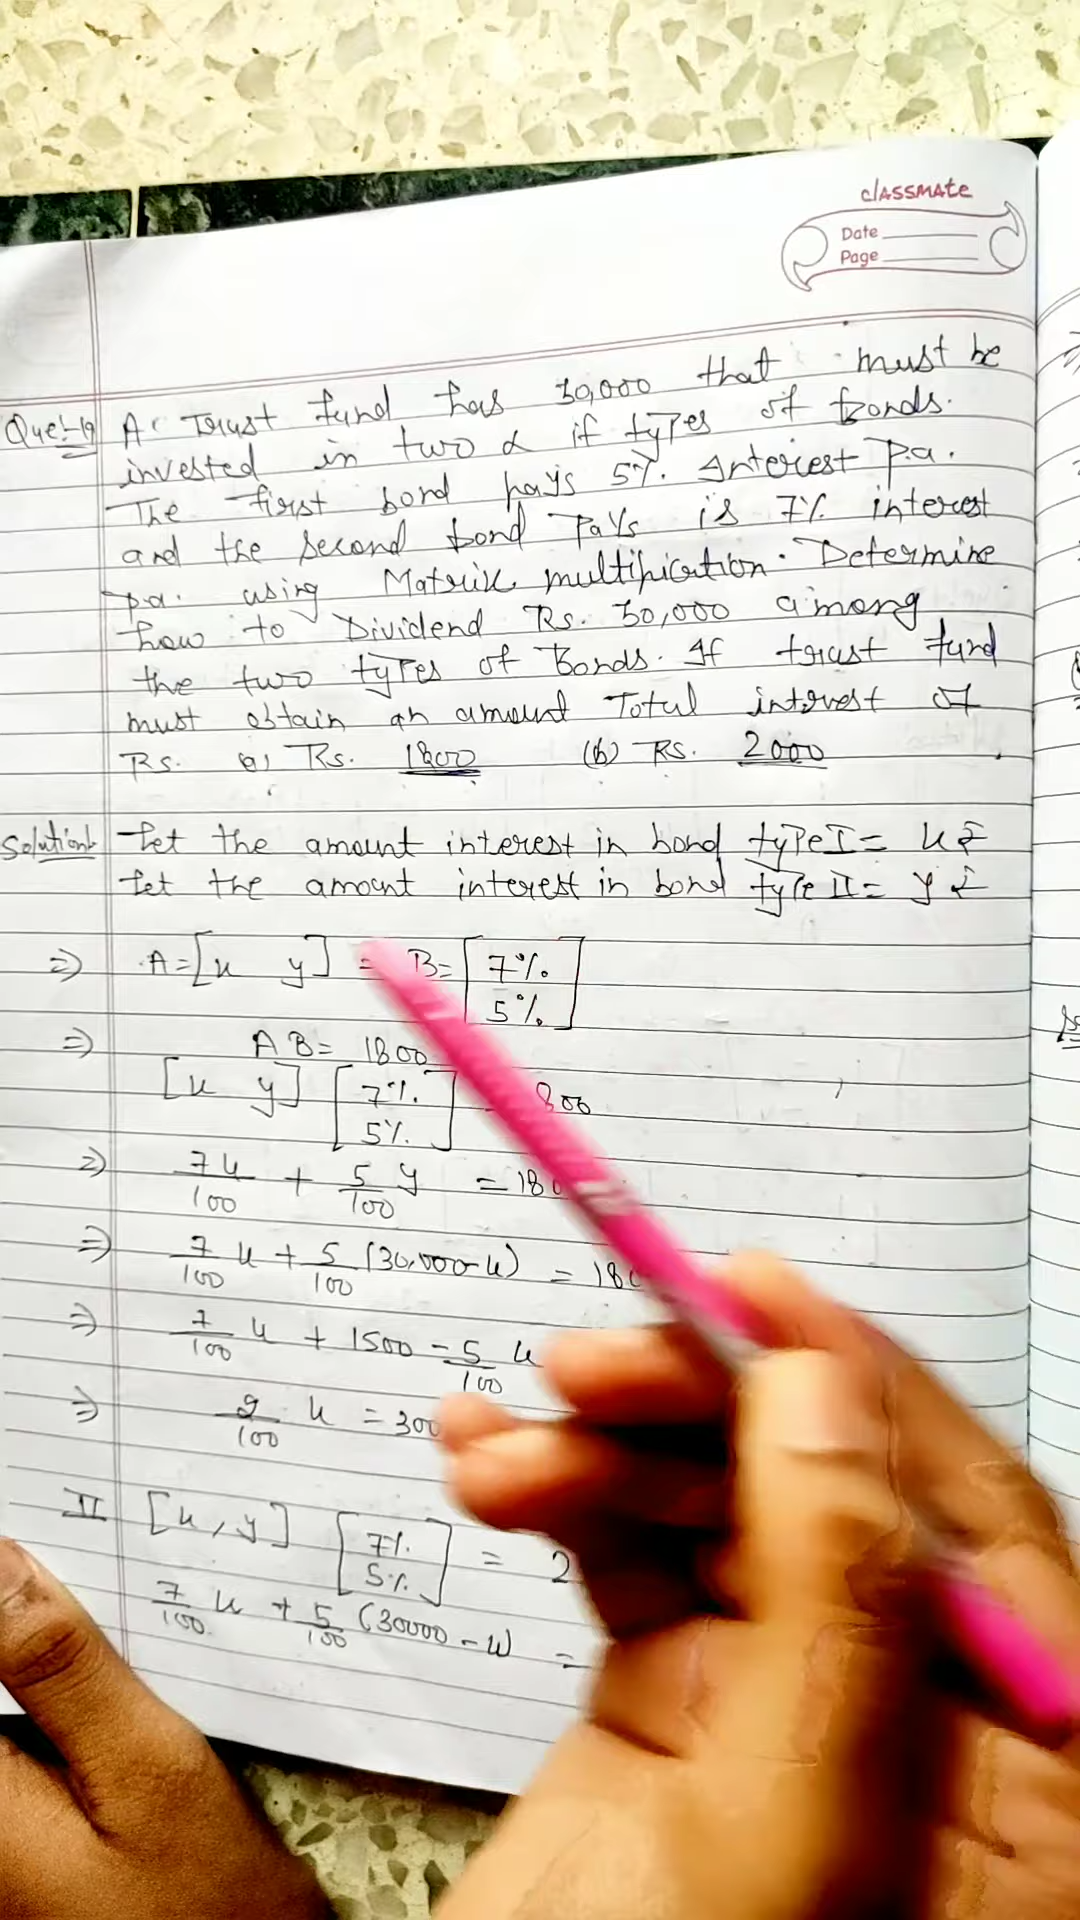 classmate
Date
Page
Que:-19 A Trust fund has 30,000 that must be
invested in two & if types of bonds.
The first bond pays 5% Interest p.a.
and the second bond Pays is 7% interest
p.a. using Matrix multiplication. Determine
how to Dividend Rs. 30,000 among
the two types of Bonds. If trust fund
must obtain an amount Total interest of
Rs. a) Rs. 1800 (b) Rs. 2000
Solution:- Let the amount interest in bond type I = x ₹
Let the amount interest in bond type II = y ₹
⇒ A = [x y] = B = [7% 5%]
⇒ AB = 1800
[x y] [7% 5%] 800
⇒ 7x/100 + 5/100 y = 180
⇒ 7/100 x + 5/100 (30,000-x) = 180
⇒ 7/100 x + 1500 - 5/100 x
⇒ 2/100 x = 300
II [x, y] [7% 5%] = 2
7/100 x + 5/100 (30000 - x) =